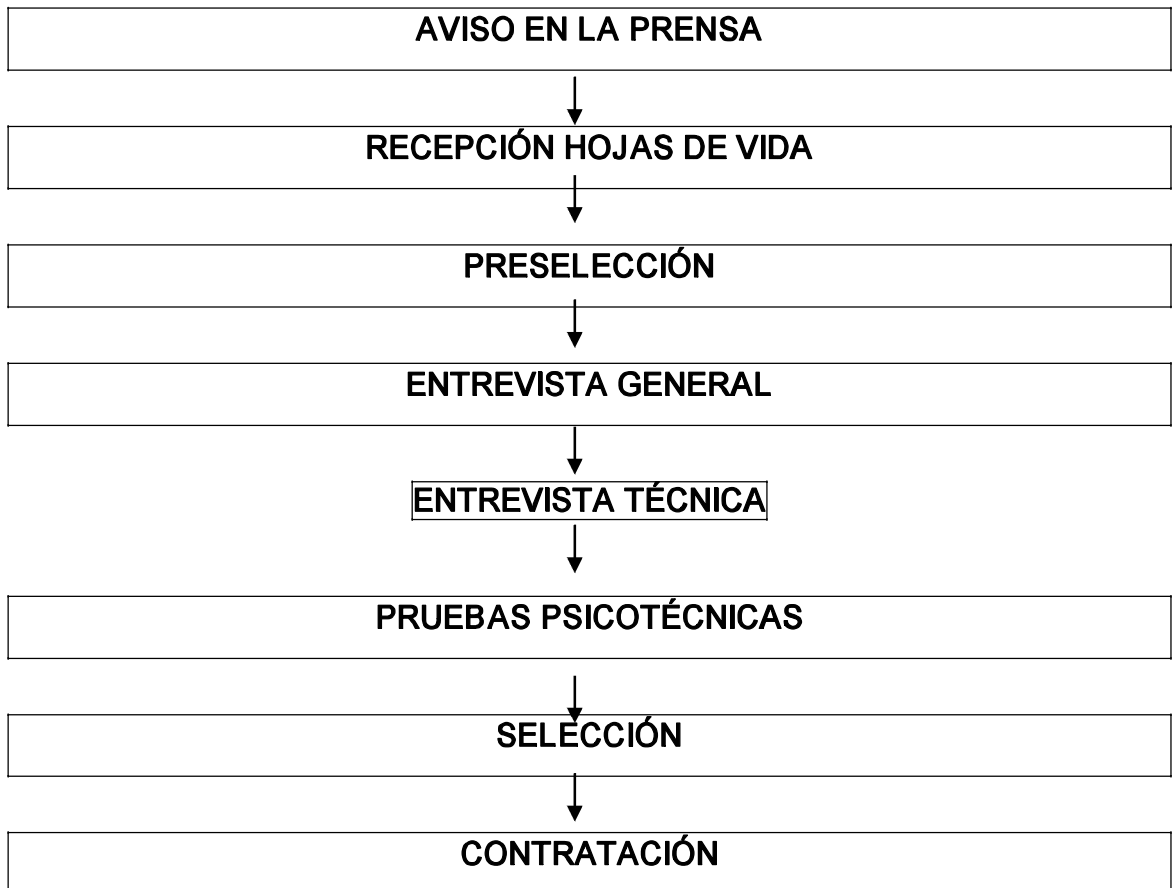 AVISO EN LA PRENSA
RECEPCIÓN HOJAS DE VIDA
PRESELECCIÓN
ENTREVISTA GENERAL
ENTREVISTA TÉCNICA
PRUEBAS PSICOTÉCNICAS
SELECCIÓN
CONTRATACIÓN